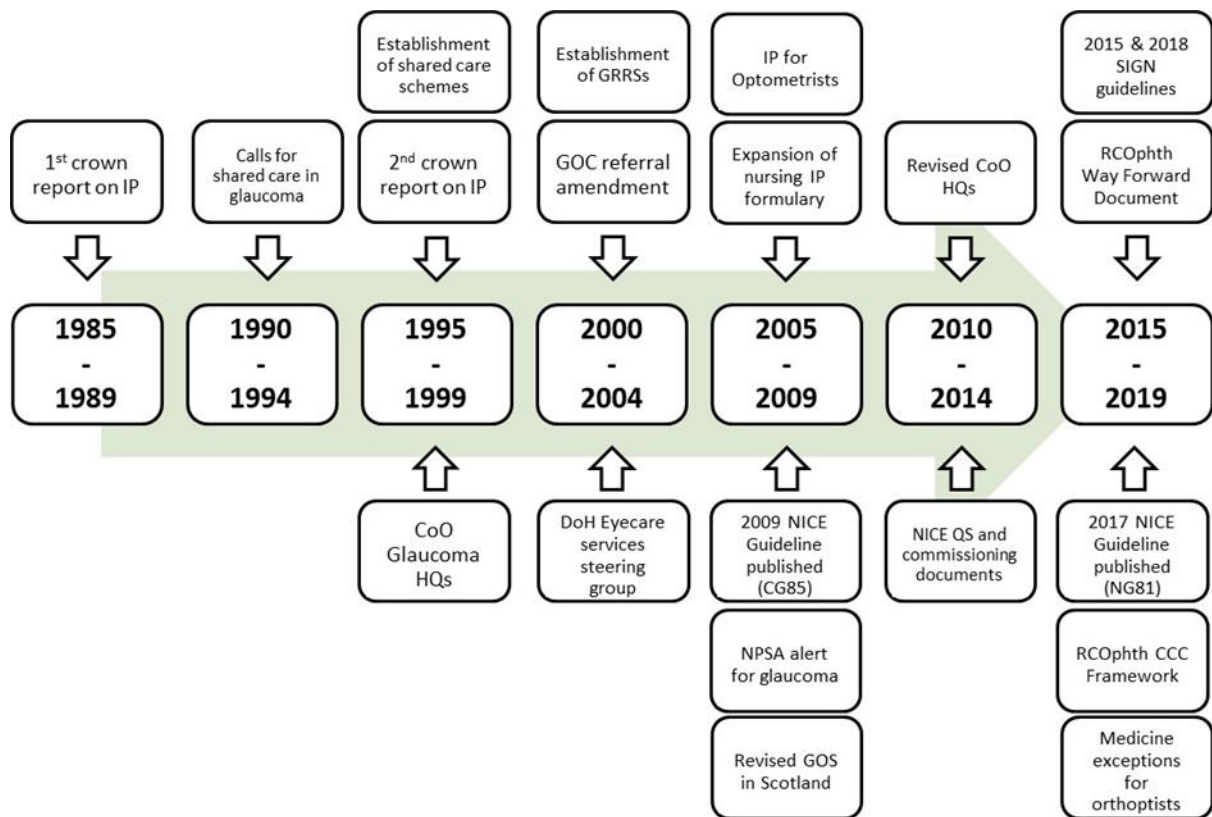 Establishment
of shared care
schemes
Establishment
of GRRSs
IP for
Optometrists
2015 & 2018
SIGN
guidelines
1st crown
report on IP
Calls for
shared care in
glaucoma
2nd crown
report on IP
GOC referral
amendment
Expansion of
nursing IP
formulary
Revised CoO
HQs
RCOphth
Way Forward
Document
1985
-
1989
1990
-
1994
1995
-
1999
2000
-
2004
2005
-
2009
2010
-
2014
2015
-
2019
CoO
Glaucoma
HQs
DoH Eyecare
services
steering
group
2009 NICE
Guideline
published
(CG85)
NICE QS and
commissioning
documents
2017 NICE
Guideline
published
(NG81)
NPSA alert
for glaucoma
RCOphth CCC
Framework
Revised GOS
in Scotland
Medicine
exceptions
for
orthoptists